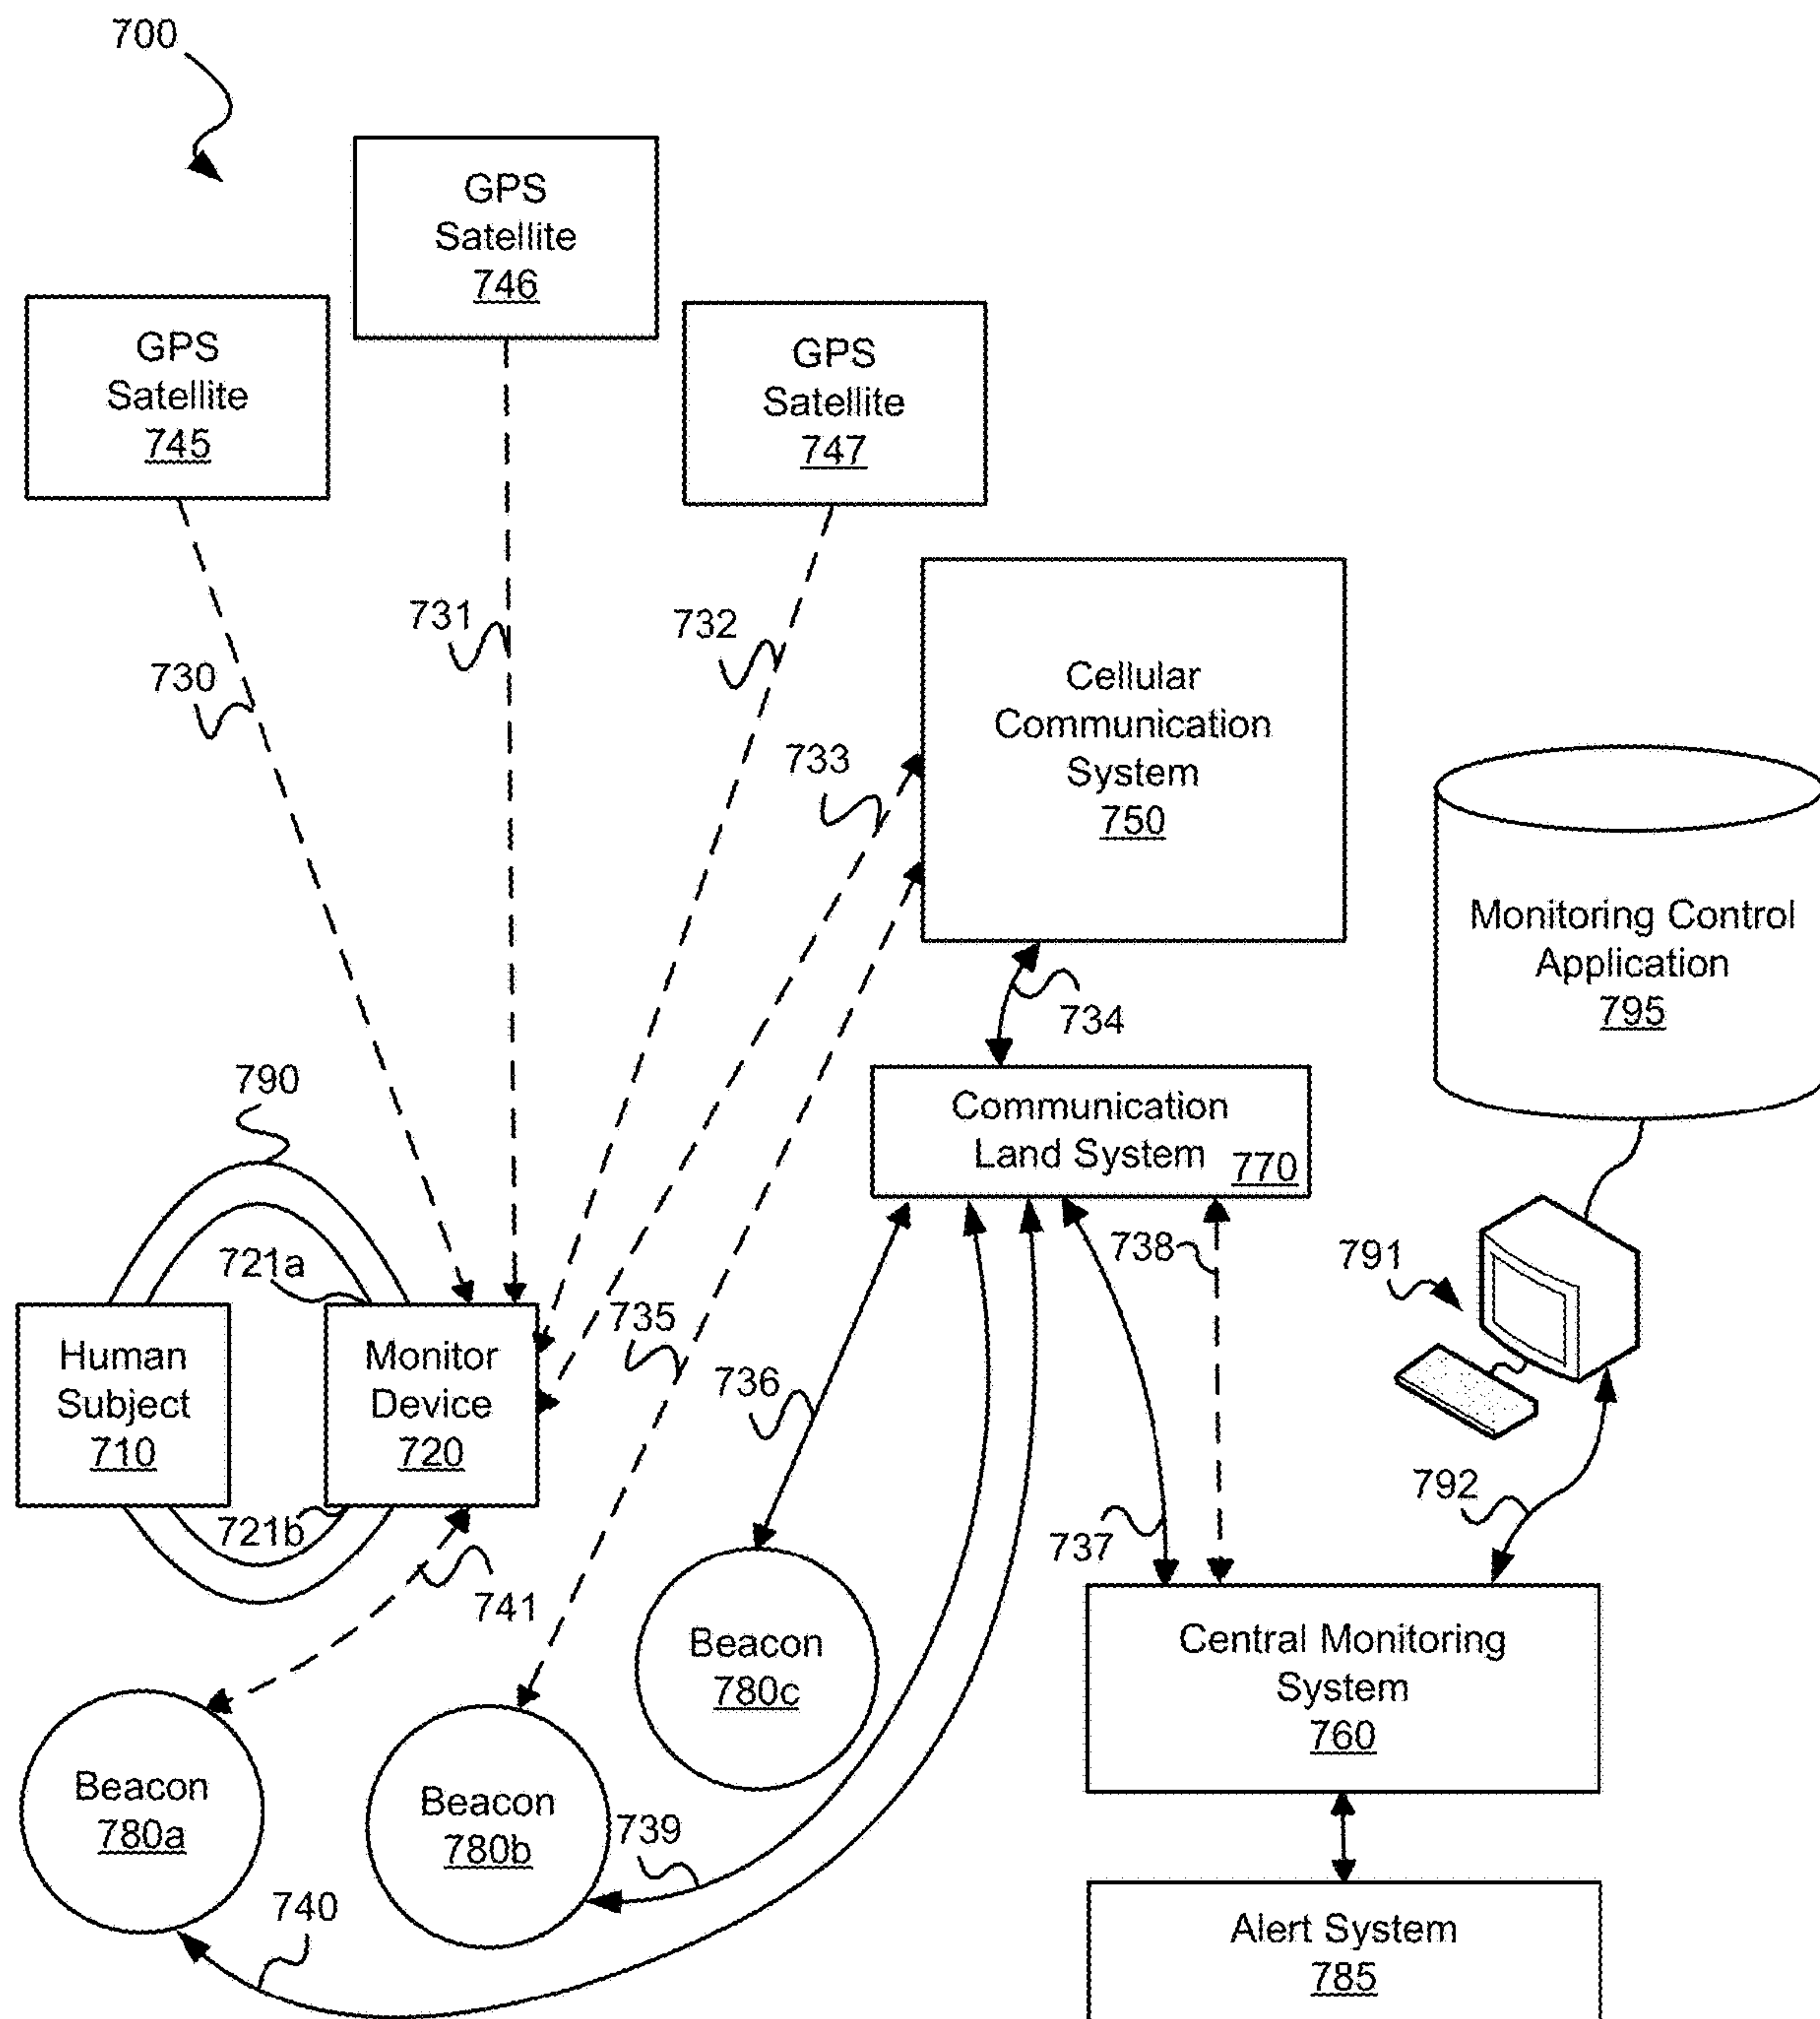 700
GPS
Satellite
746
GPS
Satellite
745
GPS
Satellite
747
731
732
730
733
Cellular
Communication
System
750
Monitoring Control
Application
795
734
790
Communication
Land System
770
721a
738
791
735
Human
Subject
710
Monitor
Device
720
736
792
721b
737
741
Beacon
780c
Central Monitoring
System
760
Beacon
780a
Beacon
780b
739
740
Alert System
785